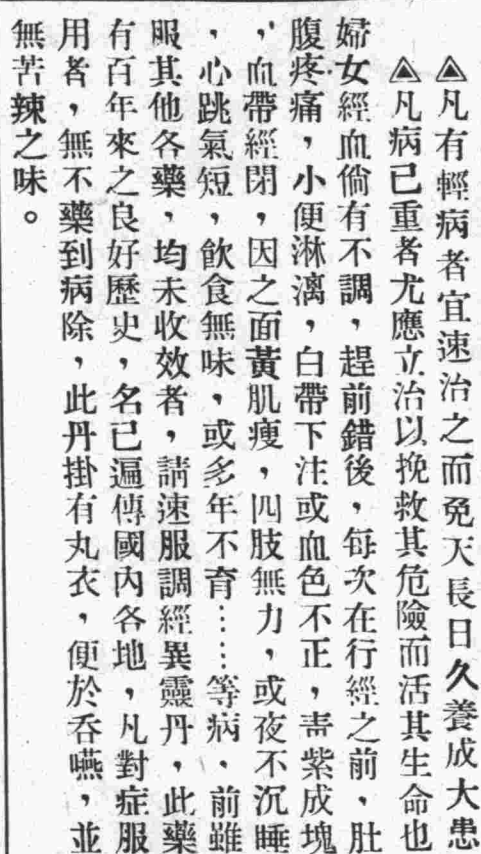 ▲凡有輕病者宜速治之而免天長日久養成大患
▲凡病已重者尤應立治以挽救其危險而活其生命也
婦女經血倘有不調，趕前錯後，每次在行經之前、肚
腹疼痛，小便淋漓，白帶下注或血色不正，靑紫成塊
，血帶經閉，因之面黃肌瘦，四肢無力，或夜不沉睡
，心跳氣短，飲食無味，或多年不育……等病、前雖
服其他各藥，均未收效者，請速服調經異靈丹，此藥
有百年來之良好歷史，名已遍傳國內各地，凡對症服
用者，無不藥到病除，此丹掛有丸衣，便於吞嚥，並
無苦辣之味。